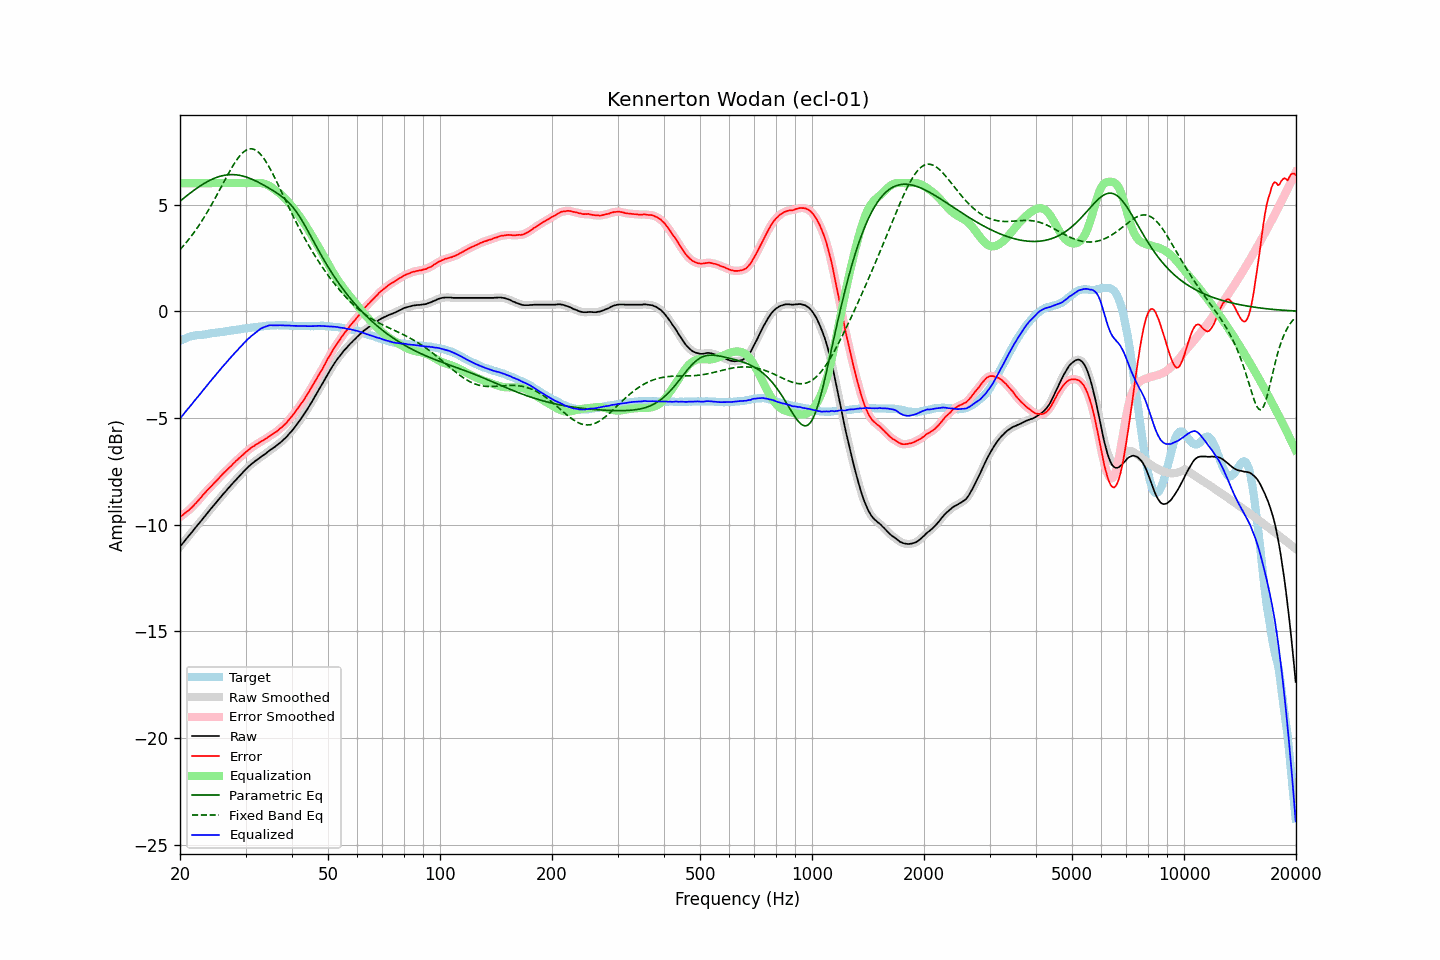 Kennerton Wodan (ecl-01)
Amplitude (dBr)
5
0
−5
−10
−15
−20
−25
Target
Raw Smoothed
Error Smoothed
Raw
Error
Equalization
Parametric Eq
Fixed Band Eq
Equalized
20
50
100
200
500
1000
2000
5000
10000
20000
Frequency (Hz)